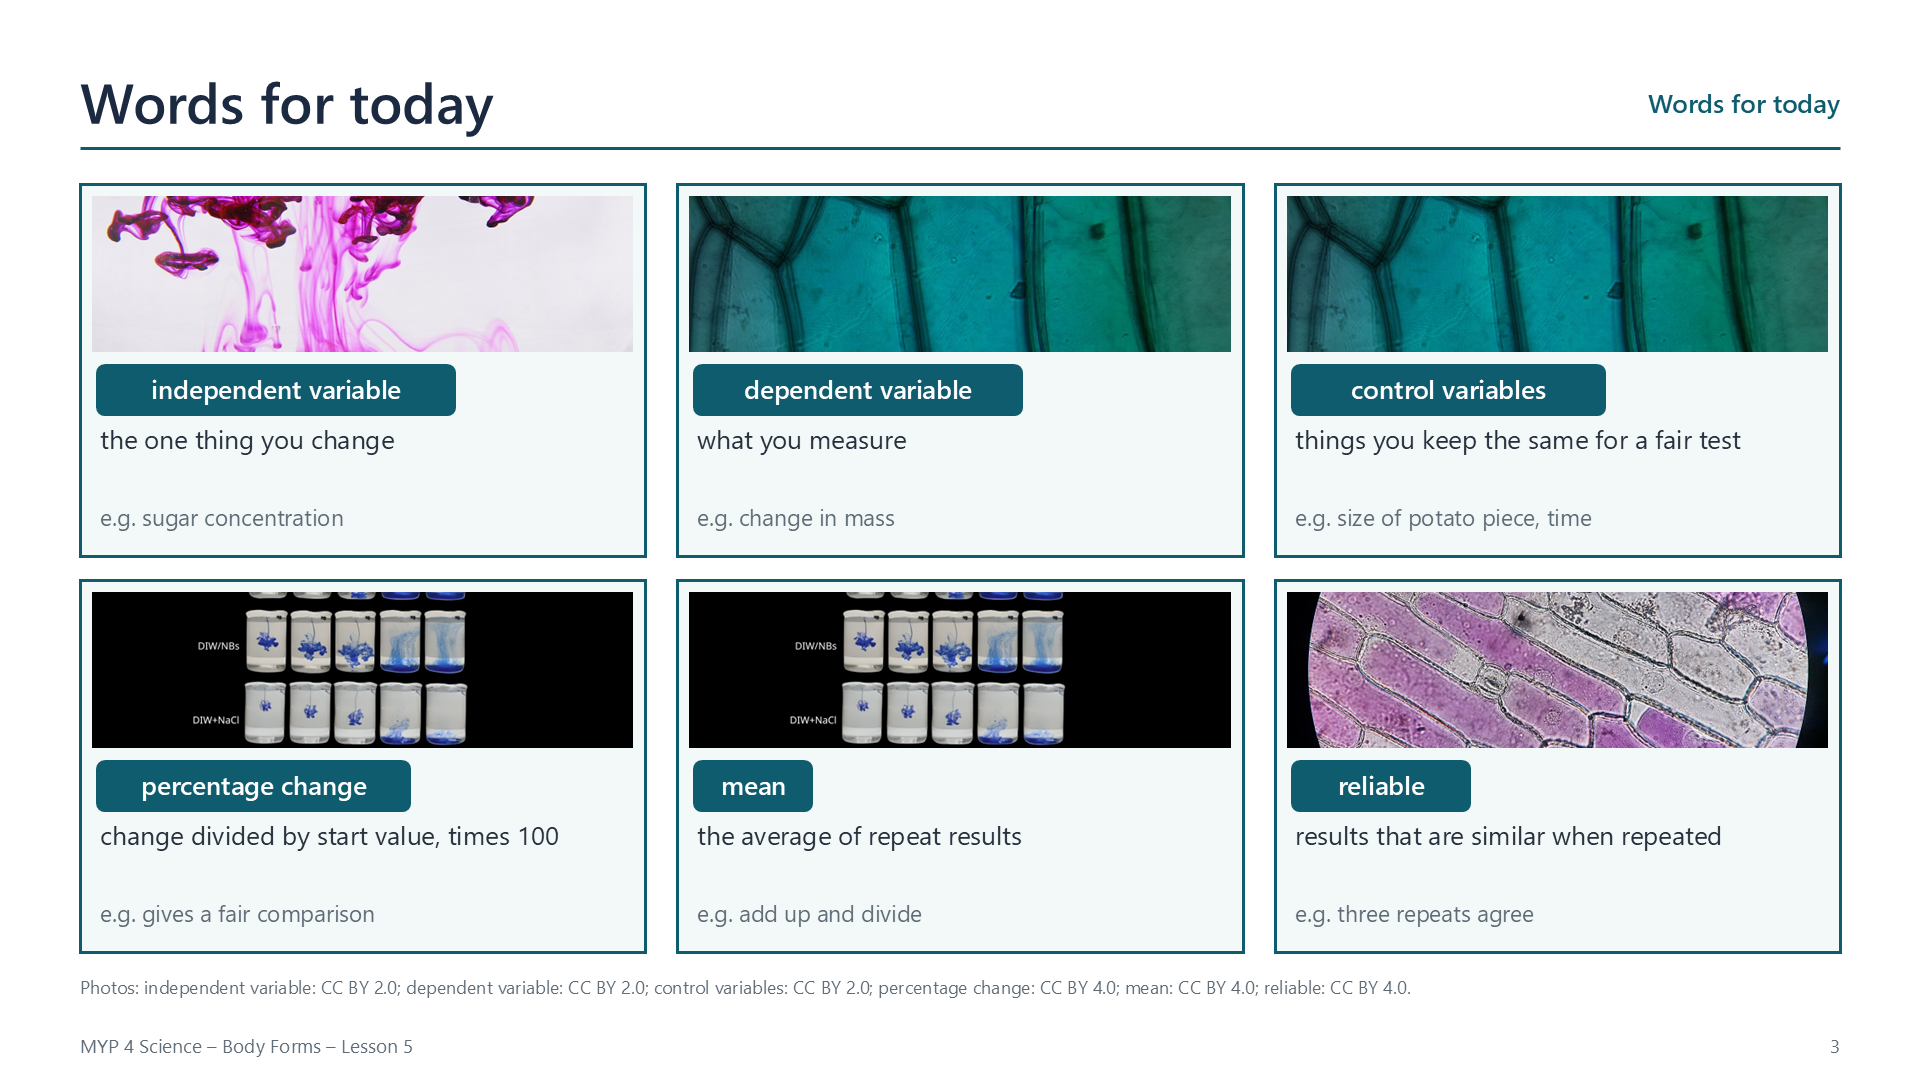 Words for today
Words for today
independent variable
the one thing you change
e.g. sugar concentration
dependent variable
what you measure
e.g. change in mass
control variables
things you keep the same for a fair test
e.g. size of potato piece, time
DIW/NBs
DIW+NaCl
percentage change
change divided by start value, times 100
e.g. gives a fair comparison
DIW/NBs
DIW+NaCl
mean
the average of repeat results
e.g. add up and divide
reliable
results that are similar when repeated
e.g. three repeats agree
Photos: independent variable: CC BY 2.0; dependent variable: CC BY 2.0; control variables: CC BY 2.0; percentage change: CC BY 4.0; mean: CC BY 4.0; reliable: CC BY 4.0.
MYP 4 Science – Body Forms – Lesson 5
3